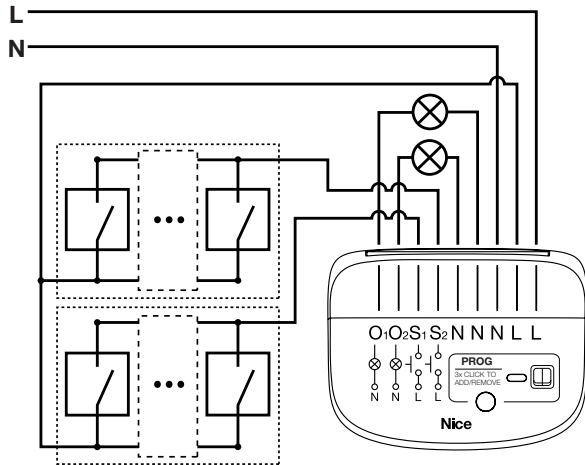 L
N
O1O2S1S2NNNLL
N N L L
PROG
3x CLICK TO
ADD/REMOVE
Nice